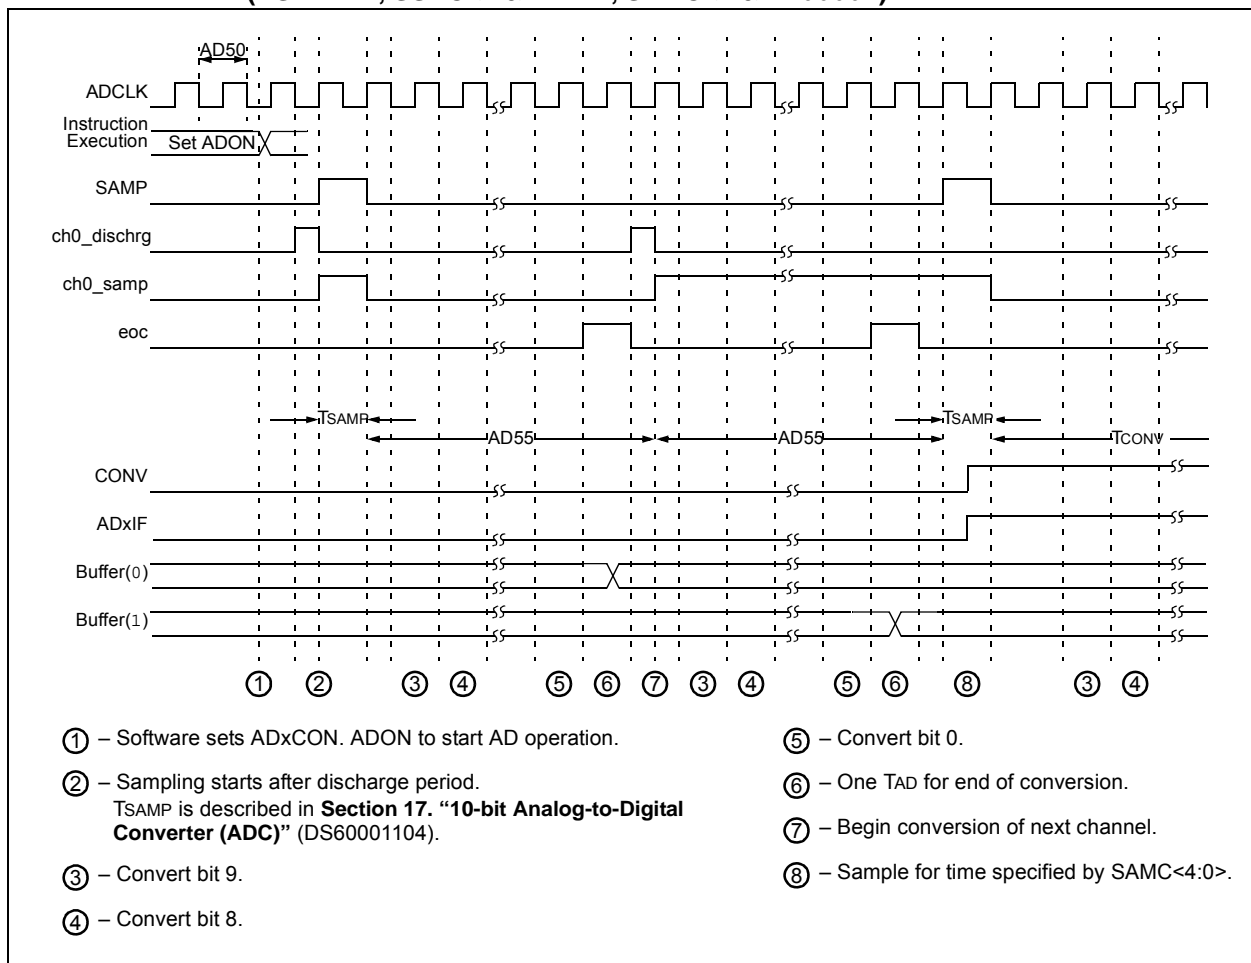 AD50
ADCLK
Instruction
Execution
Set ADON
SAMP
ch0_dischrg
ch0_samp
eoc
TSAMP
TSAMP
AD55
AD55
TCONV
CONV
ADxIF
Buffer(0)
Buffer(1)
1 2 3 4 5 6 7 3 4 5 6 8 3 4
1 – Software sets ADxCON. ADON to start AD operation.
2 – Sampling starts after discharge period.
TSAMP is described in Section 17. “10-bit Analog-to-Digital
Converter (ADC)” (DS60001104).
3 – Convert bit 9.
4 – Convert bit 8.
5 – Convert bit 0.
6 – One TAD for end of conversion.
7 – Begin conversion of next channel.
8 – Sample for time specified by SAMC<4:0>.